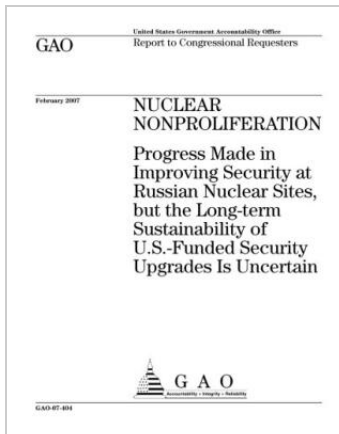 United States Government Accountability Office
GAO
Report to Congressional Requesters
February 2007
NUCLEAR
NONPROLIFERATION
Progress Made in
Improving Security at
Russian Nuclear Sites,
but the Long-term
Sustainability of
U.S.-Funded Security
Upgrades Is Uncertain
GAO
Accountability * Integrity * Reliability
GAO-07-404